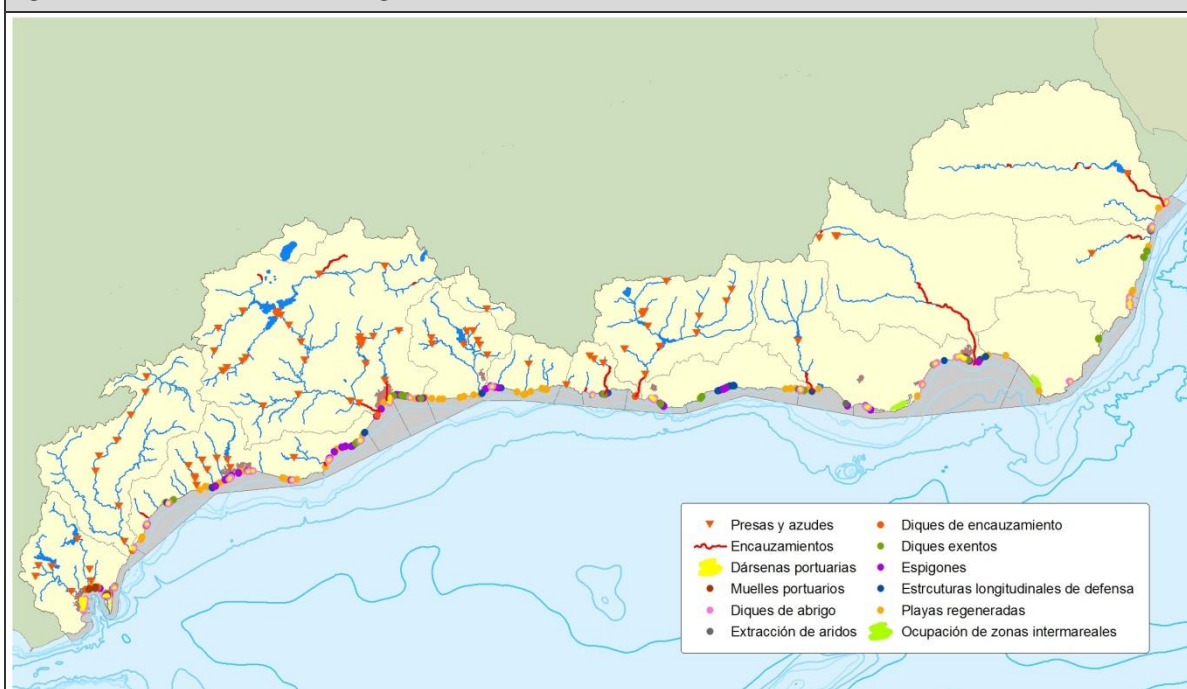 Presas y azudes
Encauzamientos
Dársenas portuarias
Muelles portuarios
Diques de abrigo
Extracción de aridos
Diques de encauzamiento
Diques exentos
Espigones
Estrcuturas longitudinales de defensa
Playas regeneradas
Ocupación de zonas intermareales